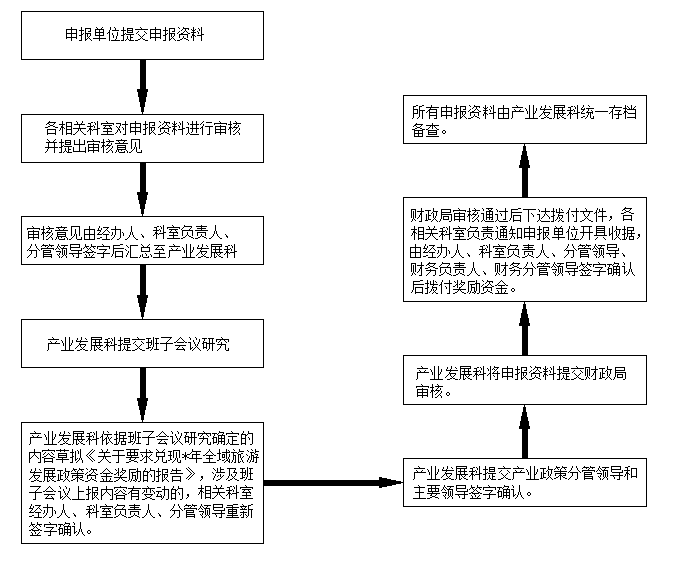 申报单位提交申报资料
各相关科室对申报资料进行审核
并提出审核意见
审核意见由经办人、科室负责人、
分管领导签字后汇总至产业发展科
产业发展科提交班子会议研究
产业发展科依据班子会议研究确定的
内容草拟《关于要求兑现*年全域旅游
发展政策资金奖励的报告》，涉及班
子会议上报内容有变动的，相关科室
经办人、科室负责人、分管领导重新
签字确认。
产业发展科提交产业政策分管领导和
主要领导签字确认。
产业发展科将申报资料提交财政局
审核。
财政局审核通过后下达拨付文件，各
相关科室负责通知申报单位开具收据，
由经办人、科室负责人、分管领导、
财务负责人、财务分管领导签字确认
后拨付奖励资金。
所有申报资料由产业发展科统一存档
备查。